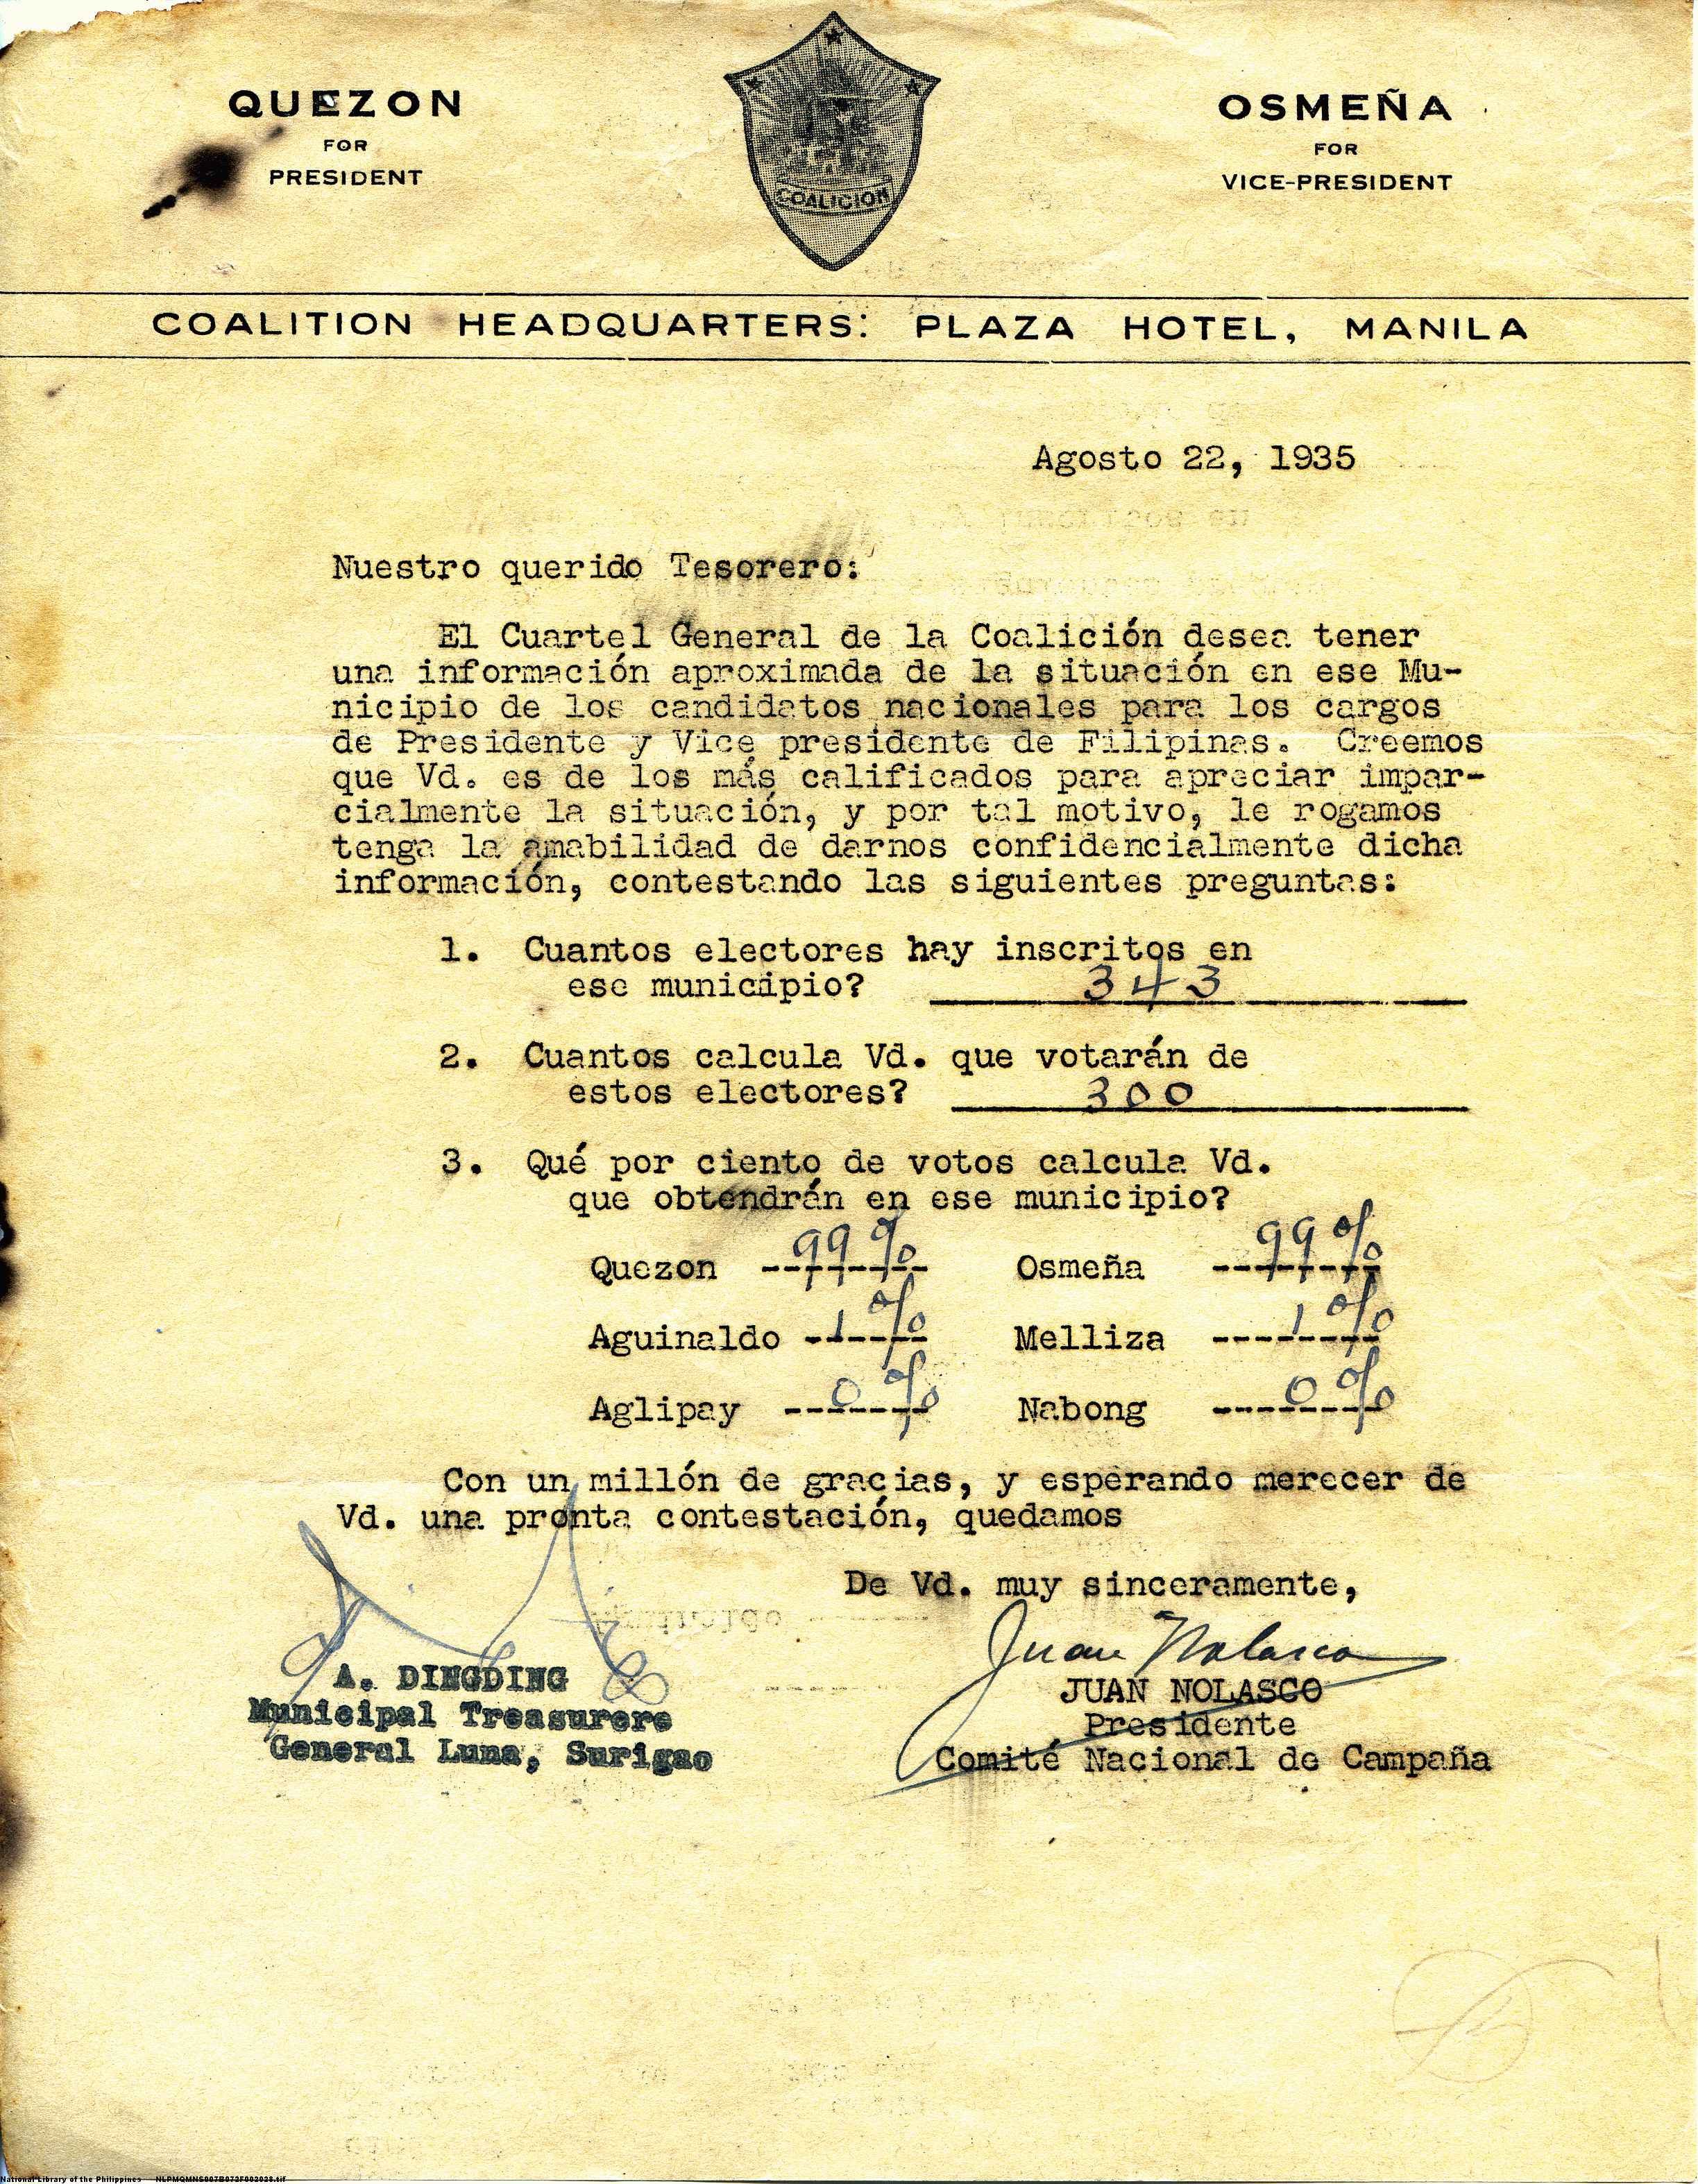 QUEZON
FOR
PRESIDENT
COALICION
OSMEÑA
FOR
VICE-PRESIDENT
COALITION HEADQUARTERS: PLAZA HOTEL, MANILA
Agosto 22, 1935
Nuestro querido Tesorero:
El Cuartel General de la Coalición desea tener
una información aproximada de la situación en ese Mu-
nicipio de los candidatos nacionales para los cargos
de Presidente y Vice presidente de Filipinas. Creemos
que Vd. es de los más calificados para apreciar impar-
cialmente la situación, y por tal motivo, le rogamos
tenga la amabilidad de darnos confidencialmente dicha
información, contestando las siguientes preguntas:
1. Cuantos electores hay inscritos en
ese municipio? 343
2. Cuantos calcula Vd. que votarán de
estos electores? 300
3. Qué por ciento de votos calcula Vd.
que obtendrán en ese municipio?
Quezon 99% Osmeña 99%
Aguinaldo 1% Melliza 1%
Aglipay 0% Nabong 0%
Con un millón de gracias, y esperando merecer de
Vd. una pronta contestación, quedamos
De Vd. muy sinceramente,
Juan Nolasco
A. DINGDING
Municipal Treasurere
General Luna, Surigao
JUAN NOLASCO
Presidente
Comité Nacional de Campaña
National Library of the Philippines NLPMQMNS007B072F002028.tif